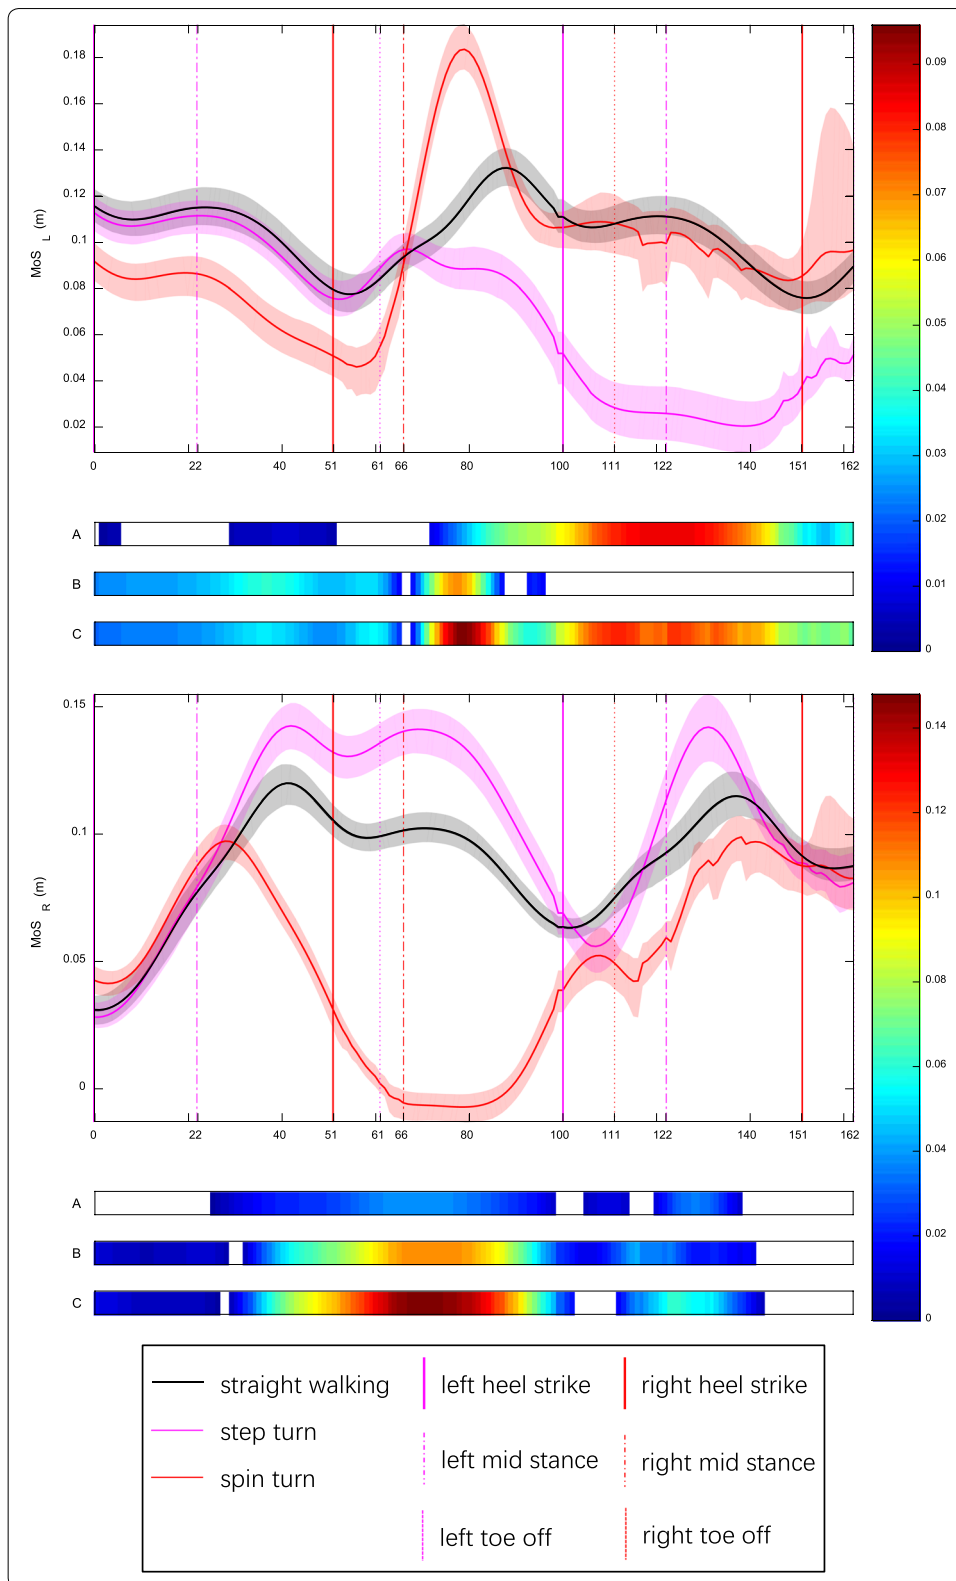 0.18
0.16
0.14
0.12
0.1
0.08
0.06
0.04
0.02
MoS L (m)
0 22 40 51 61 66 80 100 111 122 140 151 162
A
B
C
0.09
0.08
0.07
0.06
0.05
0.04
0.03
0.02
0.01
0
0.15
0.1
0.05
0
MoS R (m)
0 22 40 51 61 66 80 100 111 122 140 151 162
A
B
C
0.14
0.12
0.1
0.08
0.06
0.04
0.02
0
straight walking left heel strike right heel strike
step turn left mid stance right mid stance
spin turn
left toe off right toe off